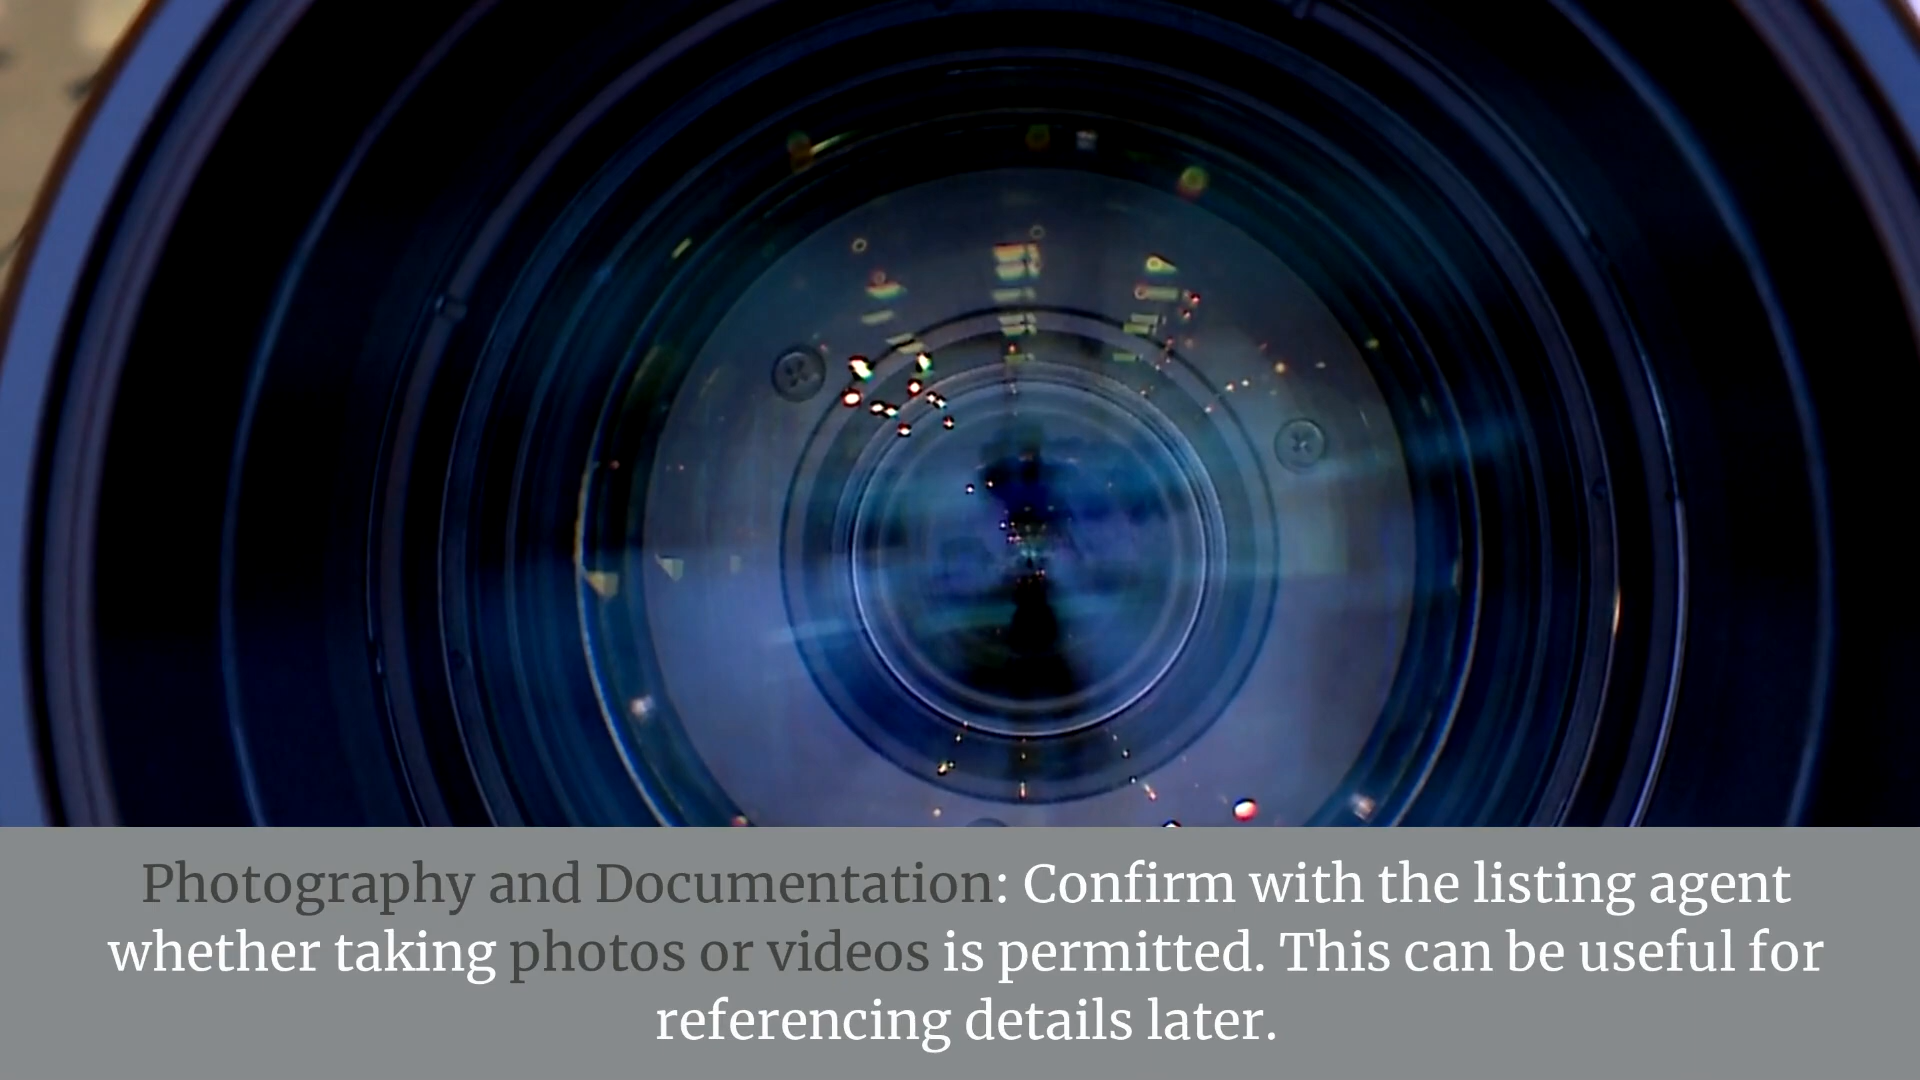 Photography and Documentation: Confirm with the listing agent
whether taking photos or videos is permitted. This can be useful for
referencing details later.